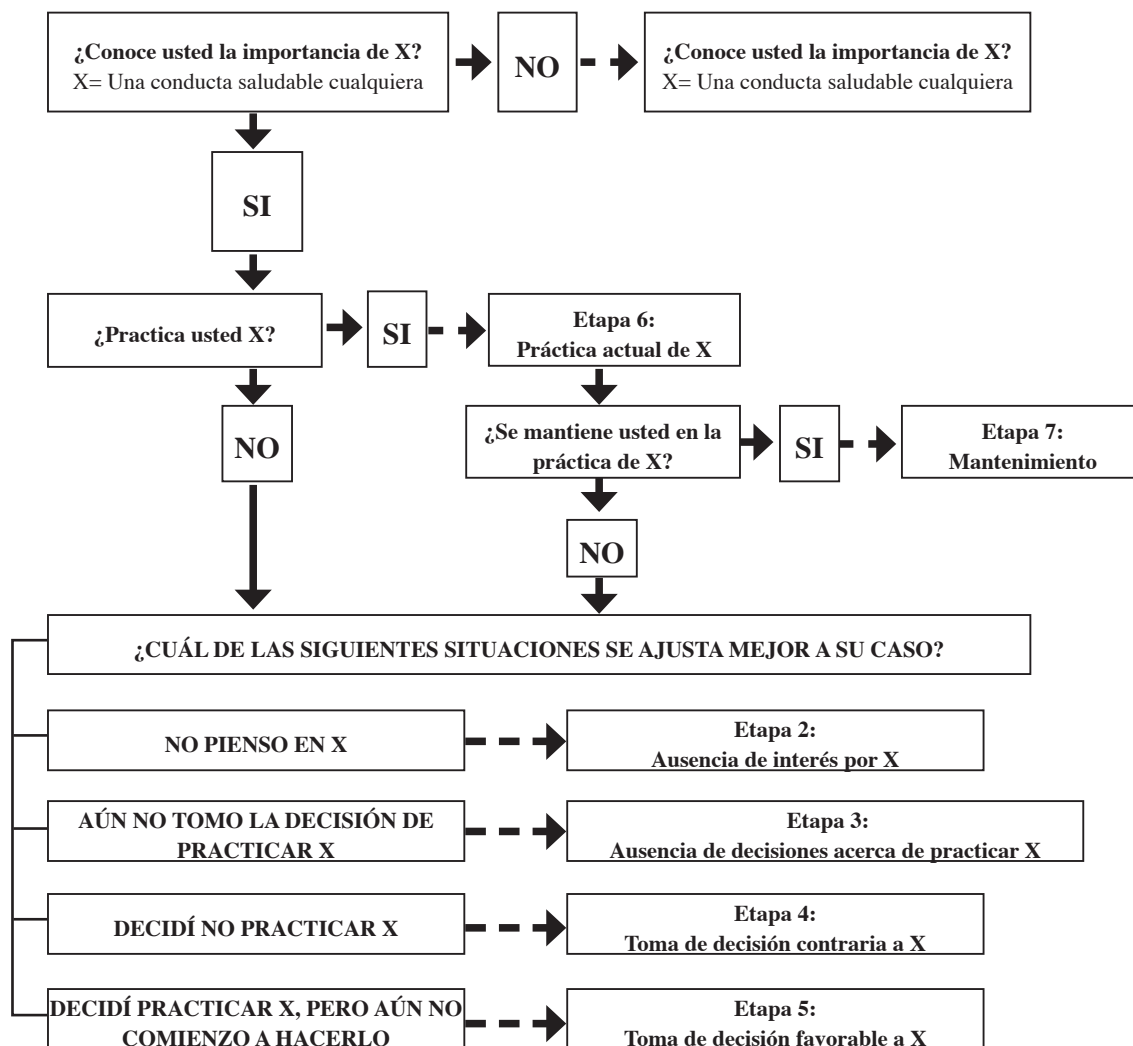 ¿Conoce usted la importancia de X?
X= Una conducta saludable cualquiera
NO
¿Conoce usted la importancia de X?
X= Una conducta saludable cualquiera
SI
¿Practica usted X?
SI
Etapa 6:
Práctica actual de X
NO
¿Se mantiene usted en la
práctica de X?
SI
Etapa 7:
Mantenimiento
NO
¿CUÁL DE LAS SIGUIENTES SITUACIONES SE AJUSTA MEJOR A SU CASO?
NO PIENSO EN X
Etapa 2:
Ausencia de interés por X
AÚN NO TOMO LA DECISIÓN DE
PRACTICAR X
Etapa 3:
Ausencia de decisiones acerca de practicar X
DECIDÍ NO PRACTICAR X
Etapa 4:
Toma de decisión contraria a X
DECIDÍ PRACTICAR X, PERO AÚN NO
COMIENZO A HACERLO
Etapa 5:
Toma de decisión favorable a X